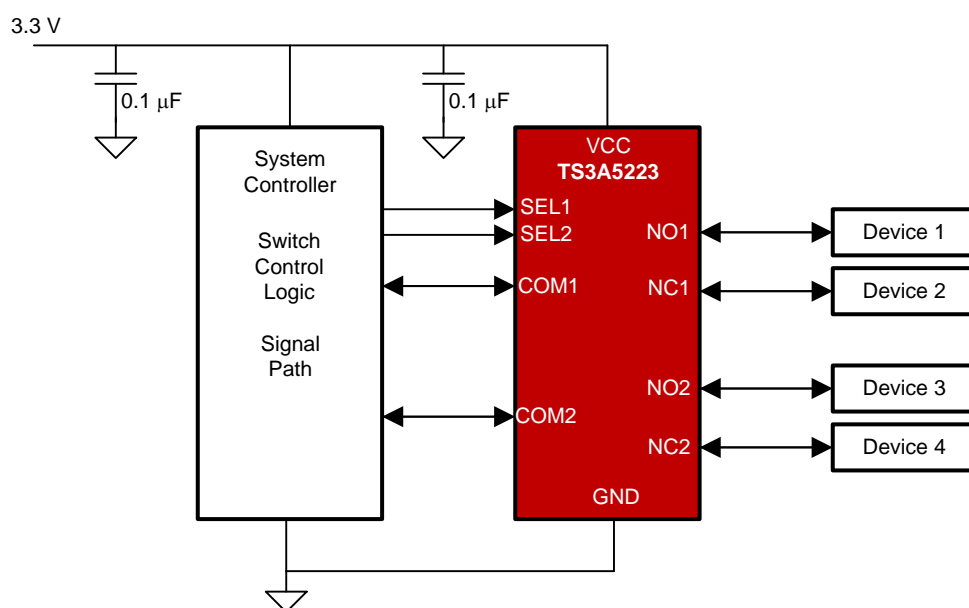 3.3 V
0.1 μF
0.1 μF
System
Controller
Switch
Control
Logic
Signal
Path
VCC
TS3A5223
SEL1
SEL2
COM1
COM2
NO1
NC1
NO2
NC2
GND
Device 1
Device 2
Device 3
Device 4